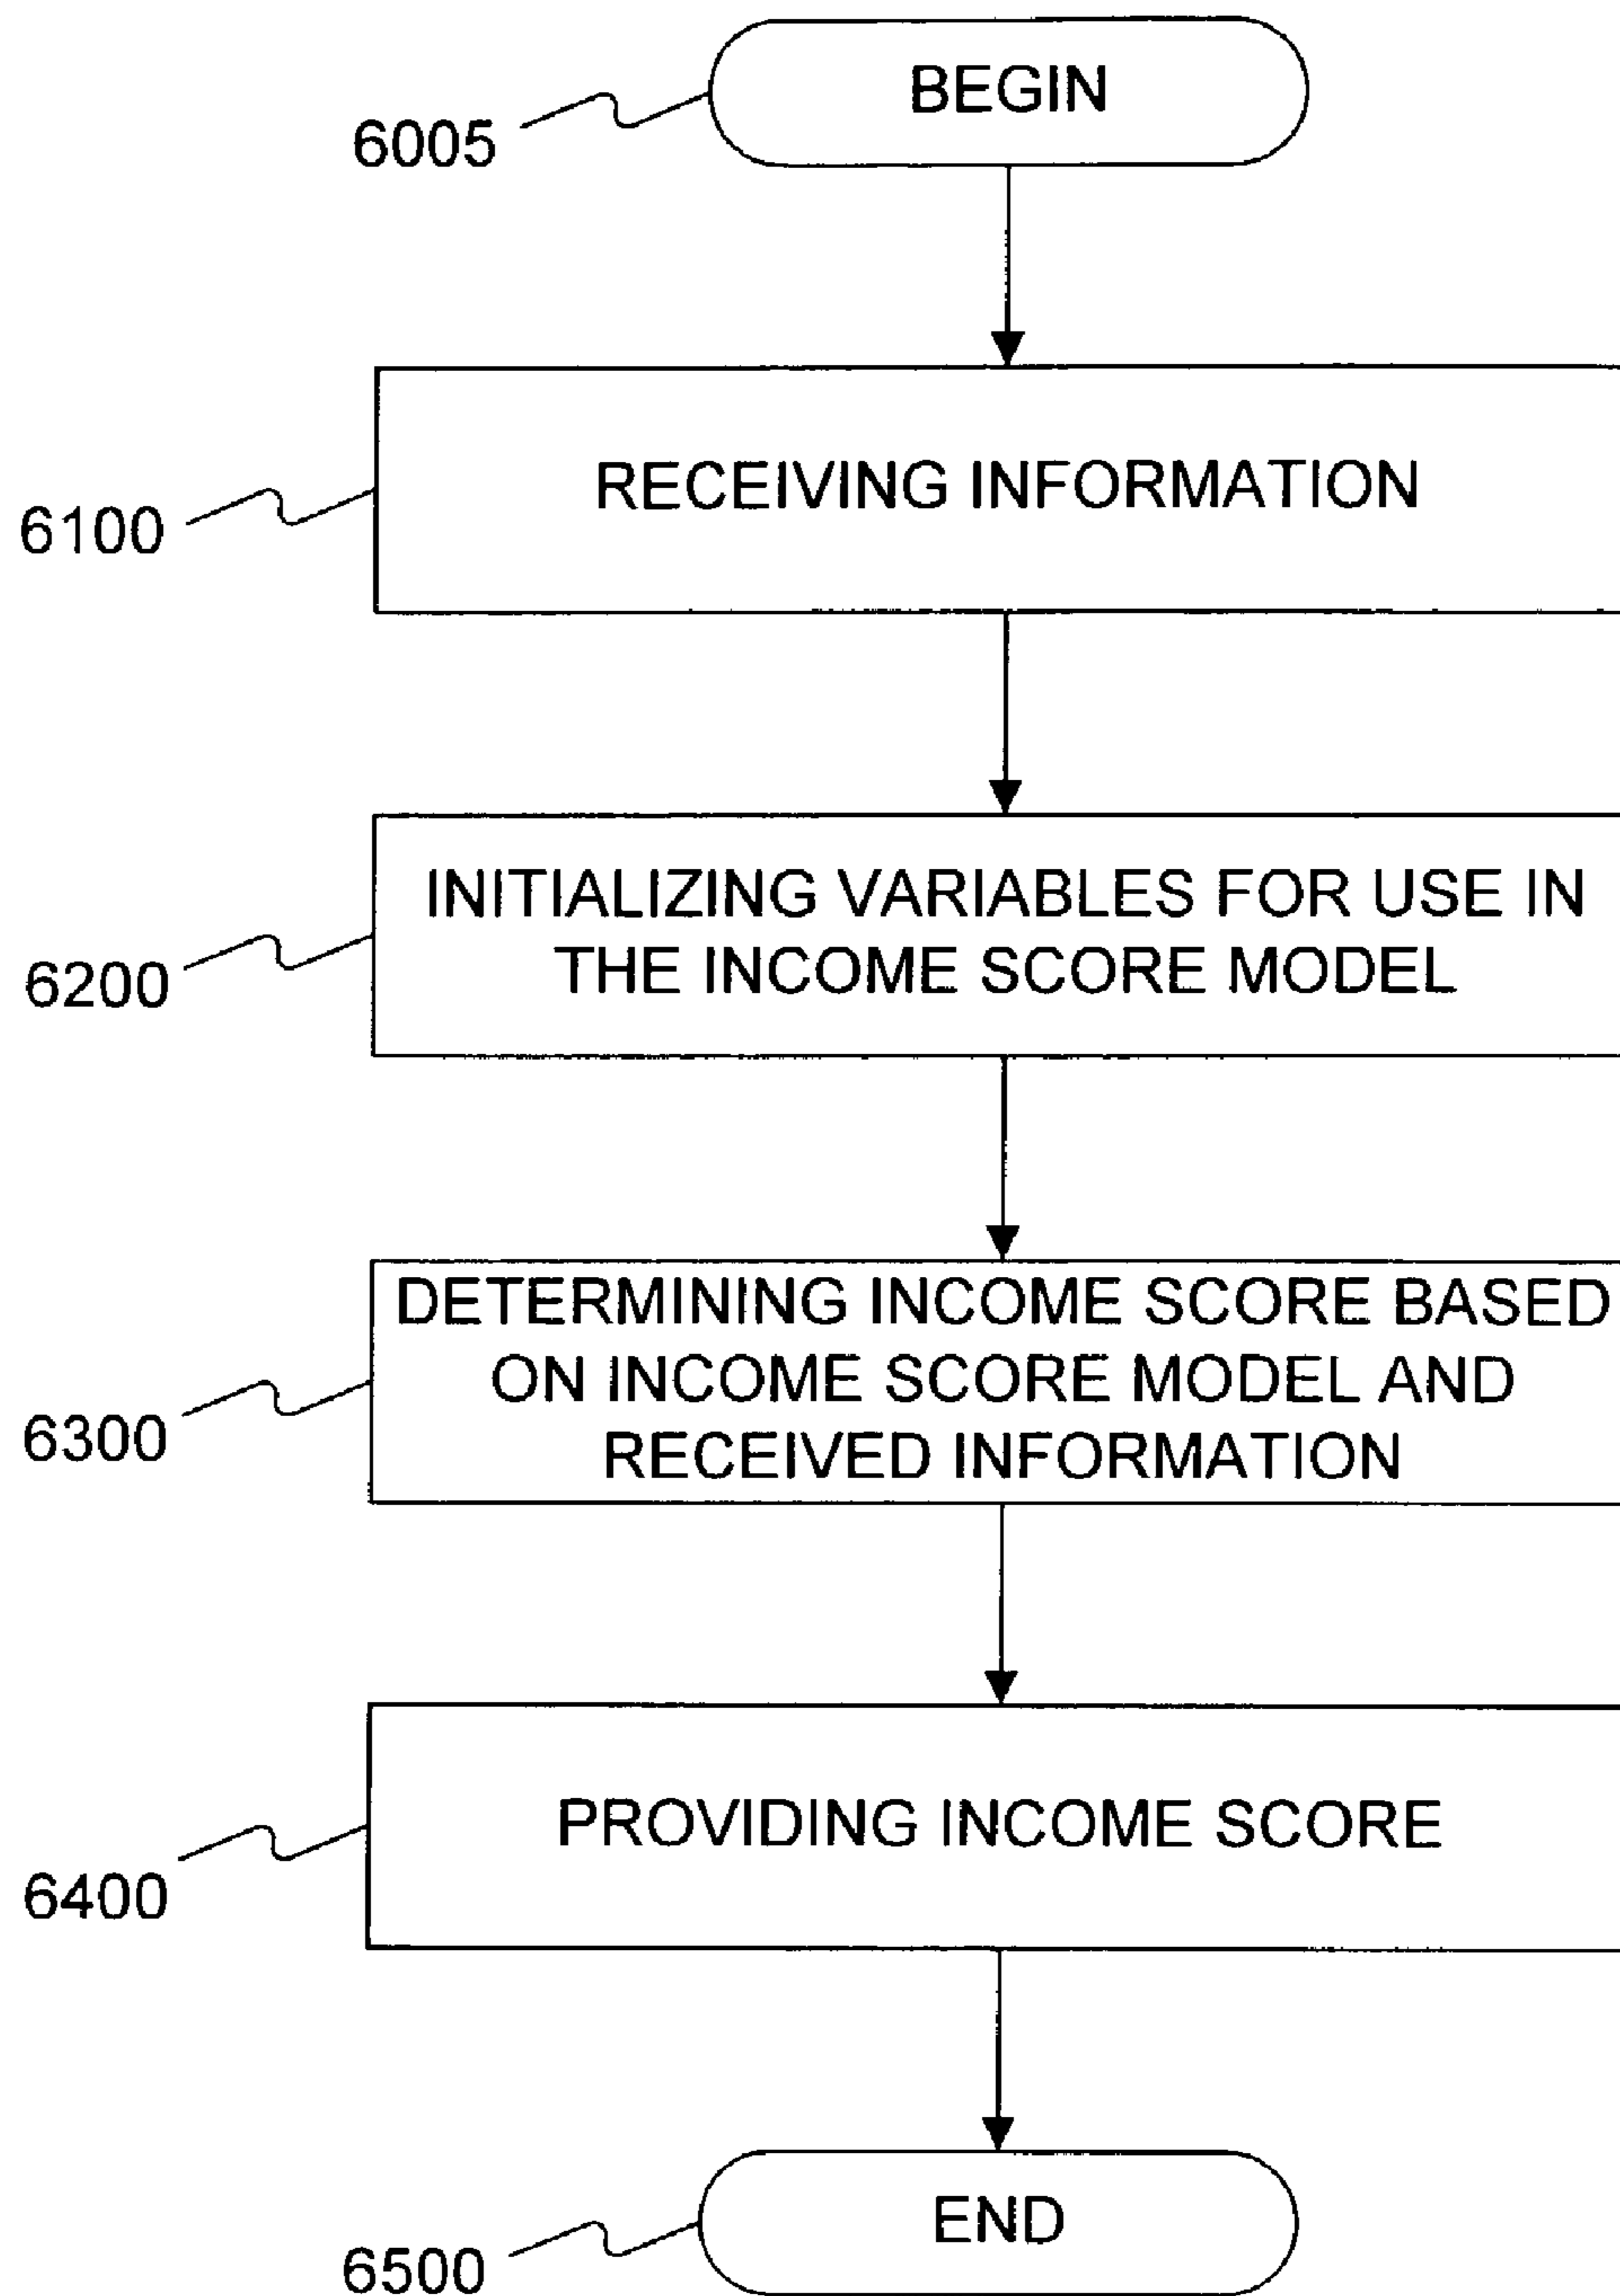 BEGIN
6005
RECEIVING INFORMATION
6100
INITIALIZING VARIABLES FOR USE IN
THE INCOME SCORE MODEL
6200
DETERMINING INCOME SCORE BASED
ON INCOME SCORE MODEL AND
RECEIVED INFORMATION
6300
PROVIDING INCOME SCORE
6400
END
6500